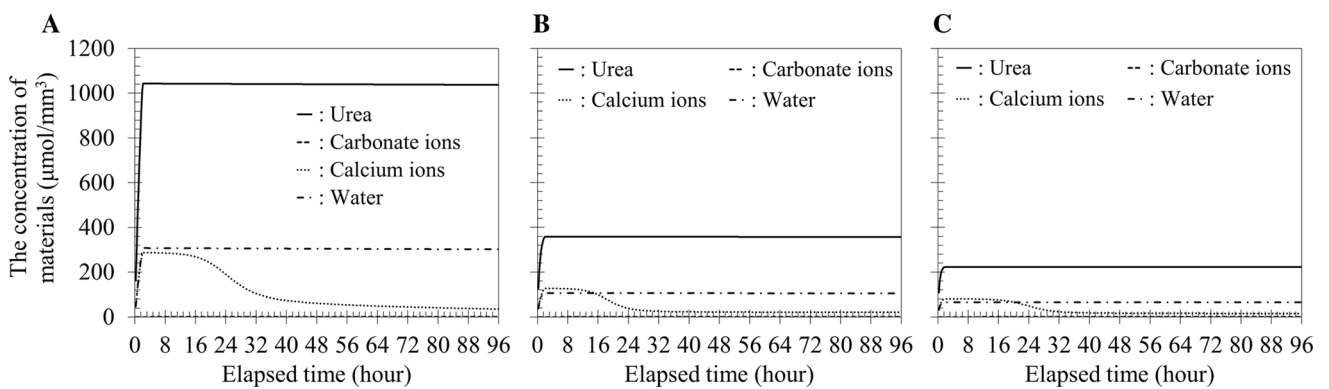 A
B
C
The concentration of
materials (μmol/mm³)
1200
1000
800
600
400
200
0
: Urea
: Carbonate ions
: Calcium ions
: Water
0 8 16 24 32 40 48 56 64 72 80 88 96
Elapsed time (hour)
: Urea : Carbonate ions
: Calcium ions : Water
0 8 16 24 32 40 48 56 64 72 80 88 96
Elapsed time (hour)
: Urea : Carbonate ions
: Calcium ions : Water
0 8 16 24 32 40 48 56 64 72 80 88 96
Elapsed time (hour)